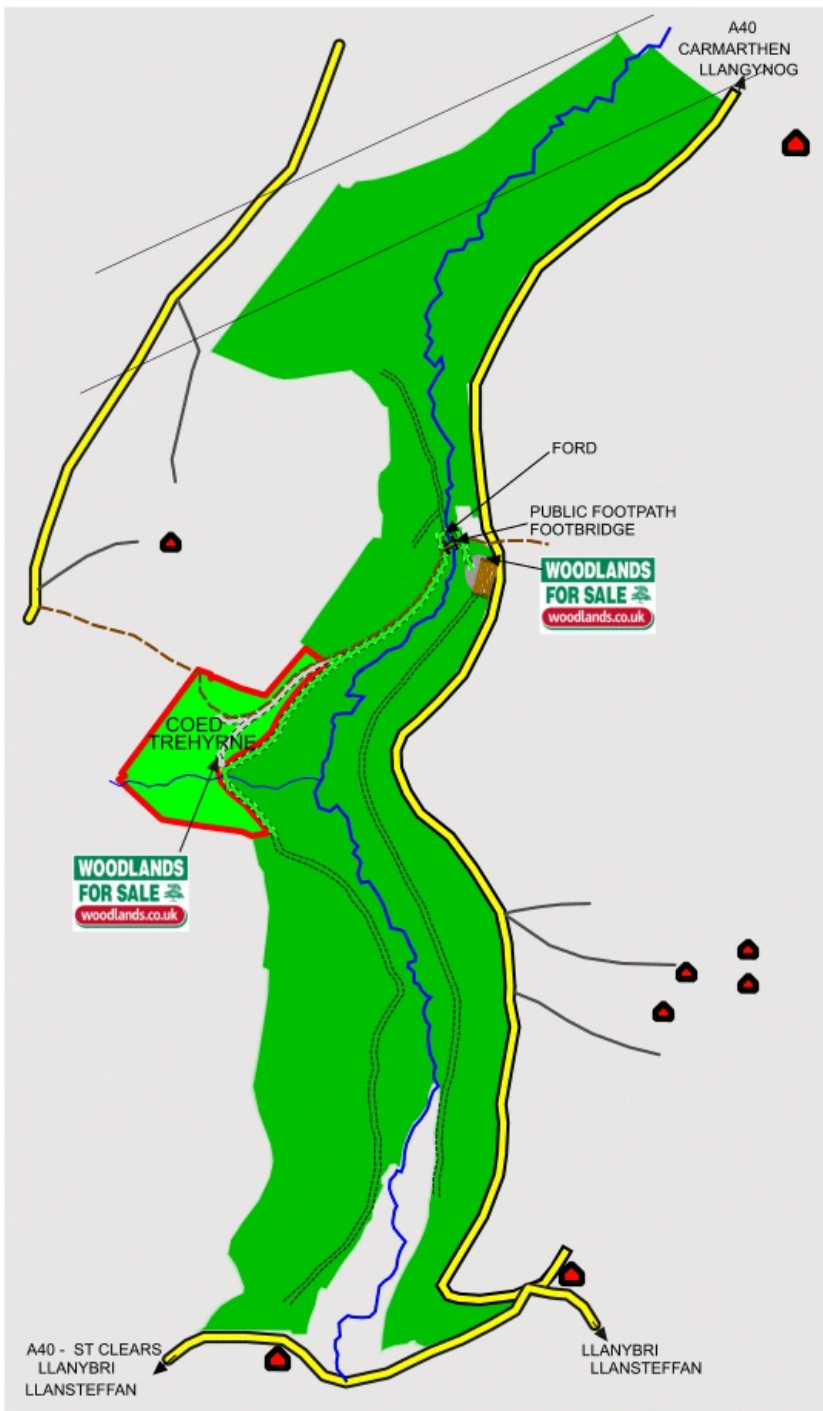 A40
CARMARTHEN
LLANGYNOG
FORD
PUBLIC FOOTPATH
FOOTBRIDGE
WOODLANDS
FOR SALE
woodlands.co.uk
COED
TREHYRNE
WOODLANDS
FOR SALE
woodlands.co.uk
A40 - ST CLEARS
LLANYBRI
LLANSTEFFAN
LLANYBRI
LLANSTEFFAN